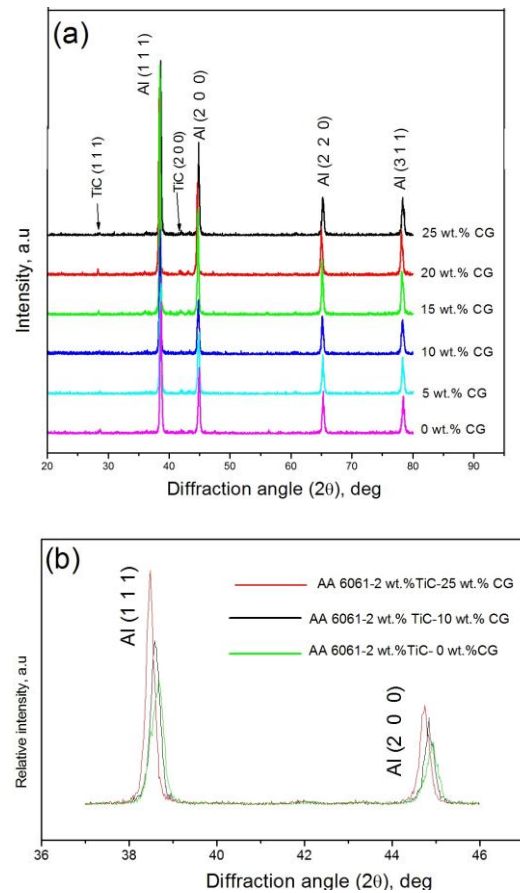 (a)
Al (1 1 1)
Al (2 0 0)
TiC (1 1 1)
TiC (2 0 0)
Al (2 2 0)
Al (3 1 1)
25 wt.% CG
20 wt.% CG
15 wt.% CG
10 wt.% CG
5 wt.% CG
0 wt.% CG
Intensity, a.u
20 30 40 50 60 70 80 90
Diffraction angle (2θ), deg
(b)
Al (1 1 1)
AA 6061-2 wt.%TiC-25 wt.% CG
AA 6061-2 wt.% TiC-10 wt.% CG
AA 6061-2 wt.%TiC- 0 wt.%CG
Al (2 0 0)
Relative intensity, a.u
36 38 40 42 44 46
Diffraction angle (2θ), deg